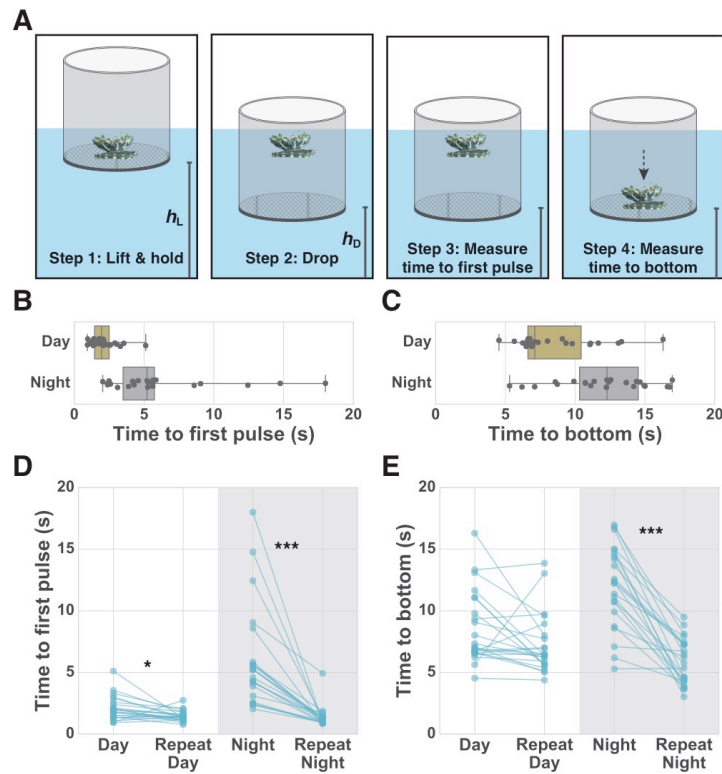 A
h_L
Step 1: Lift & hold
h_D
Step 2: Drop
Step 3: Measure
time to first pulse
Step 4: Measure
time to bottom
B
Day
Night
0 5 10 15 20
Time to first pulse (s)
C
Day
Night
0 5 10 15 20
Time to bottom (s)
D
Time to first pulse (s)
20
15
10
5
0
*
***
Day
Repeat
Day
Night
Repeat
Night
E
Time to bottom (s)
20
15
10
5
0
***
Day
Repeat
Day
Night
Repeat
Night